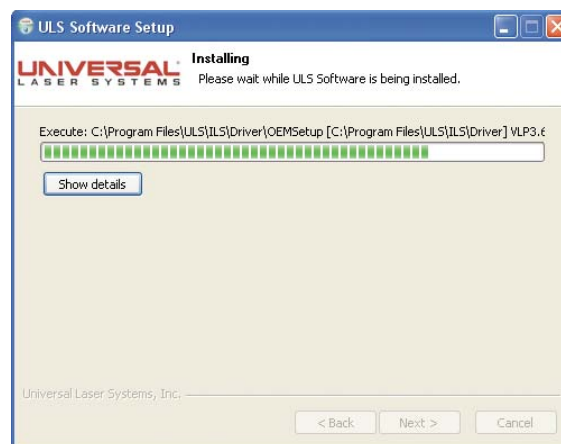 ULS Software Setup
UNIVERSAL
LASER SYSTEMS
Installing
Please wait while ULS Software is being installed.
Execute: C:\Program Files\ULS\ILS\Driver\OEMSetup [C:\Program Files\ULS\ILS\Driver] VLP3.6
Show details
Universal Laser Systems, Inc.
< Back
Next >
Cancel